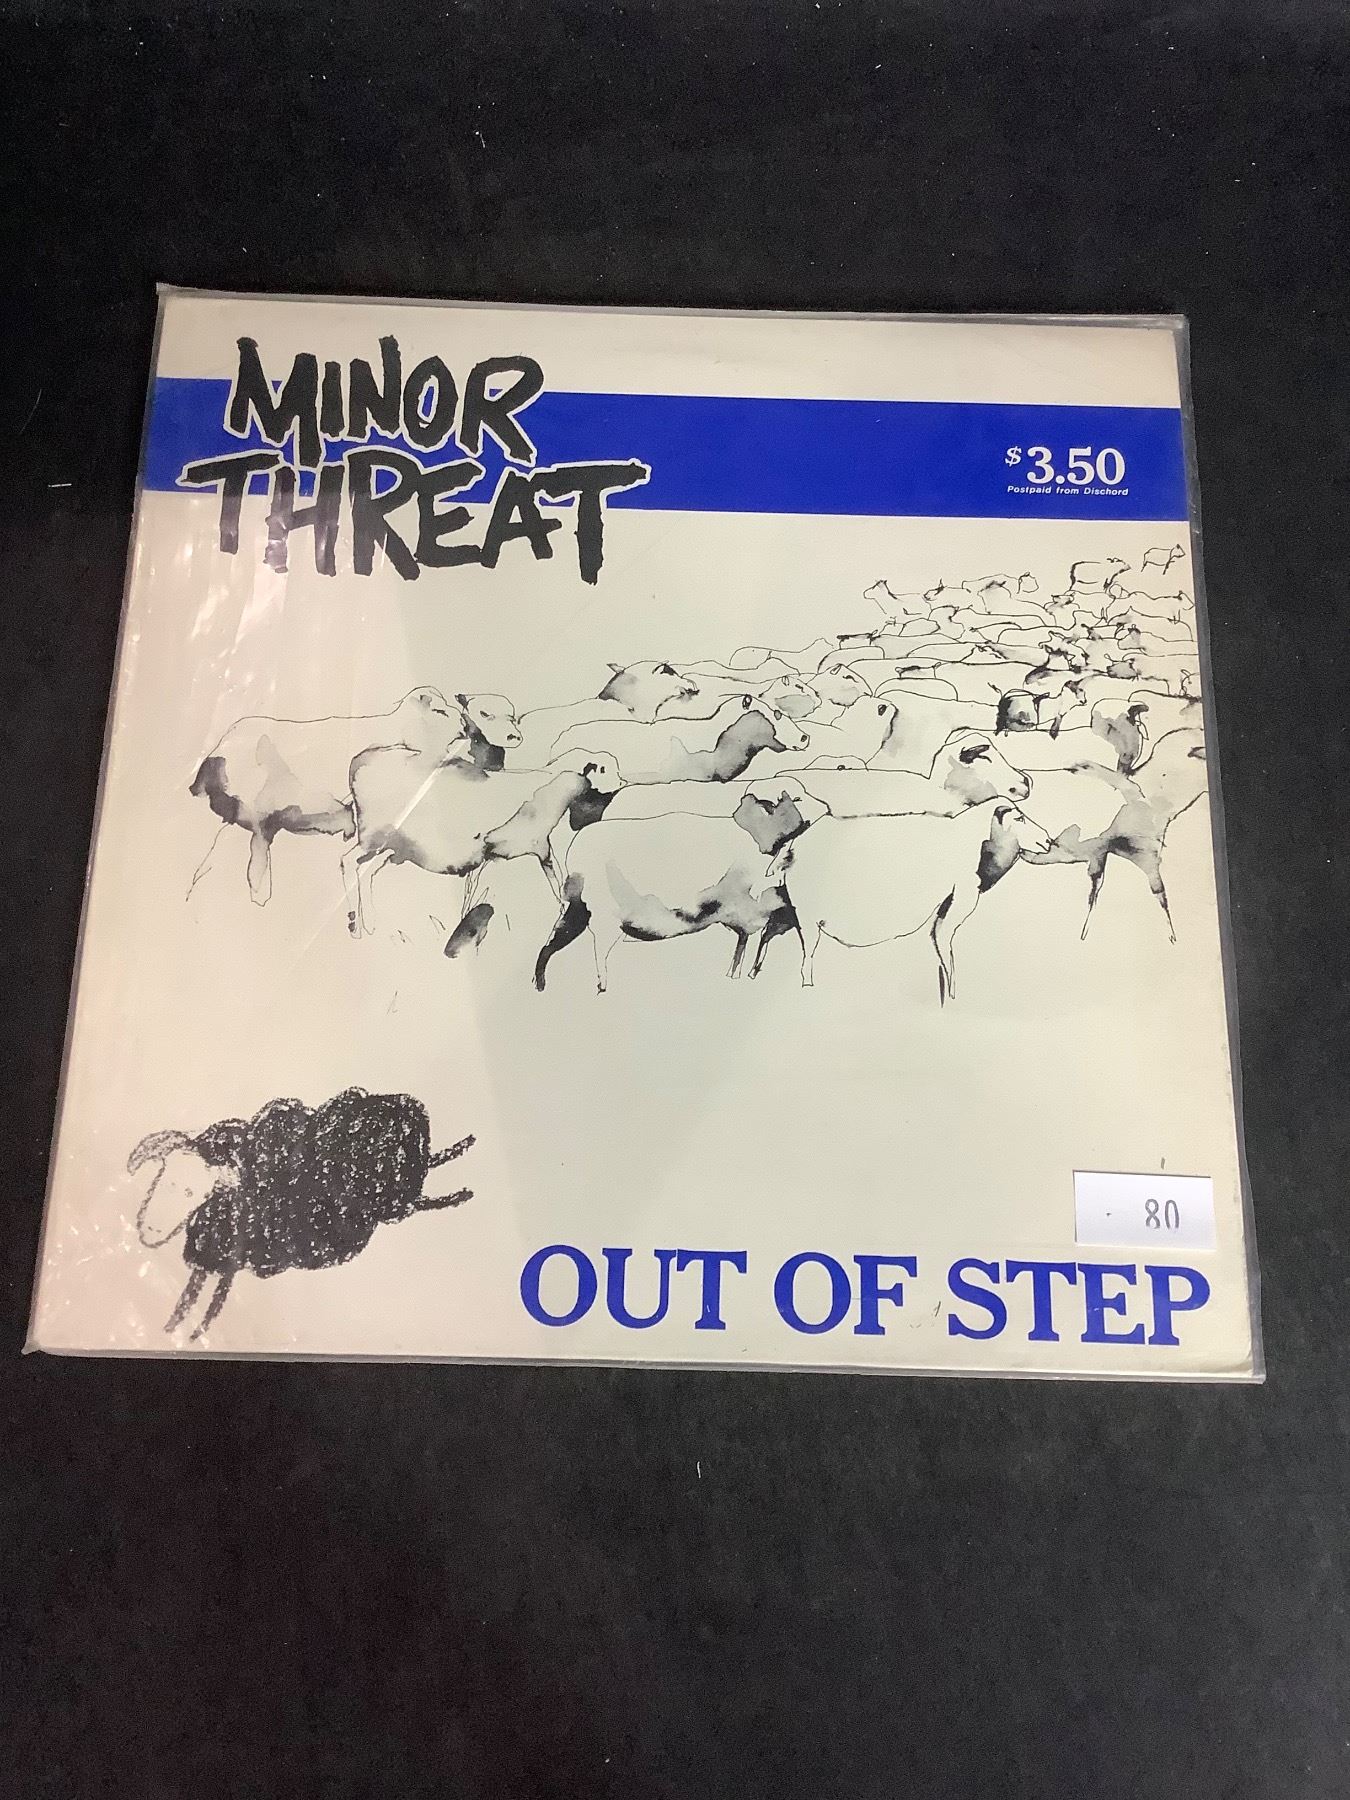 MINOR
THREAT
$3.50
Postpaid from Dischord
80
OUT OF STEP